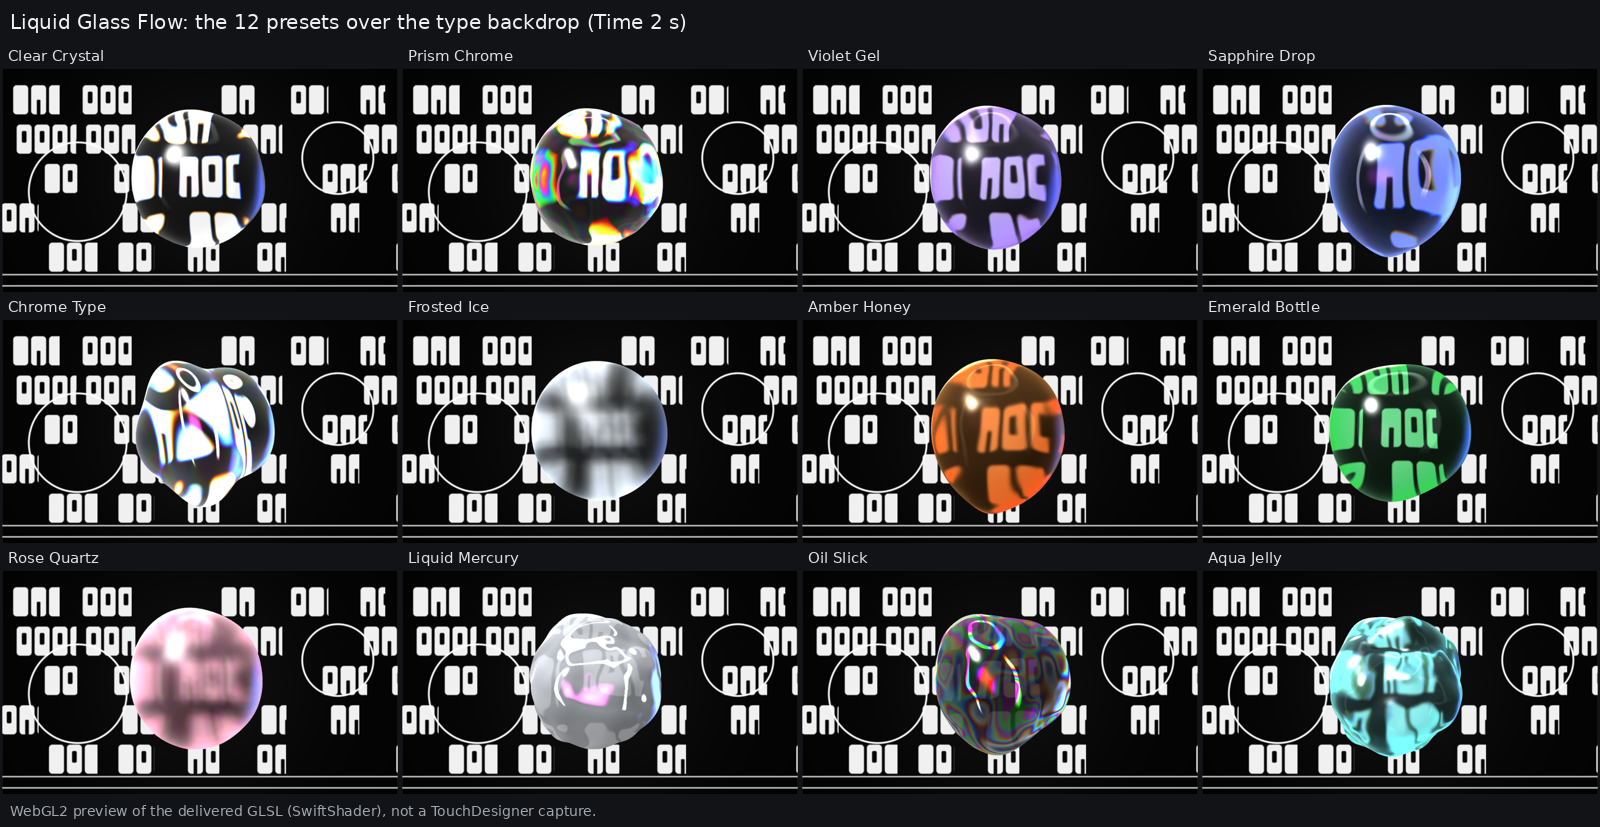 Liquid Glass Flow: the 12 presets over the type backdrop (Time 2 s)
Clear Crystal
Prism Chrome
Violet Gel
Sapphire Drop
Chrome Type
Frosted Ice
Amber Honey
Emerald Bottle
Rose Quartz
Liquid Mercury
Oil Slick
Aqua Jelly
WebGL2 preview of the delivered GLSL (SwiftShader), not a TouchDesigner capture.